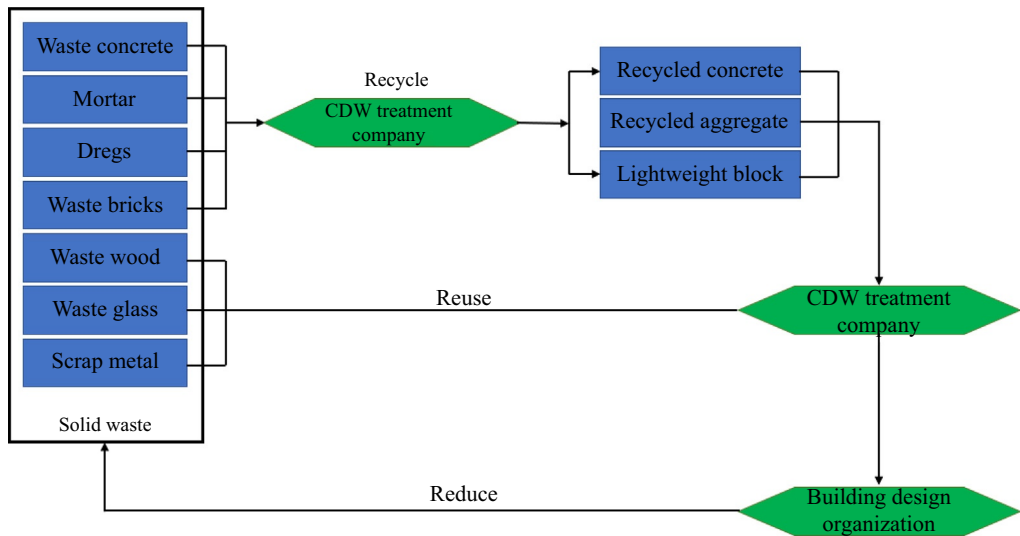 Waste concrete
Mortar
Dregs
Waste bricks
Waste wood
Waste glass
Scrap metal
Solid waste
Recycle
CDW treatment
company
Recycled concrete
Recycled aggregate
Lightweight block
Reuse
CDW treatment
company
Reduce
Building design
organization